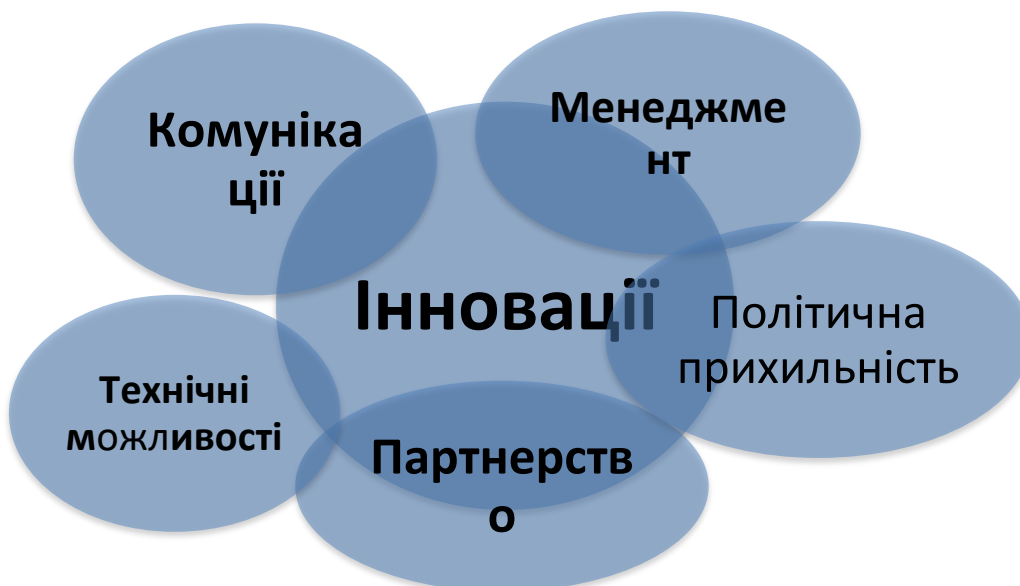 Комуніка
ції
Менеджме
нт
Інновації
Політична
прихильність
Технічні
можливості
Партнерств
о